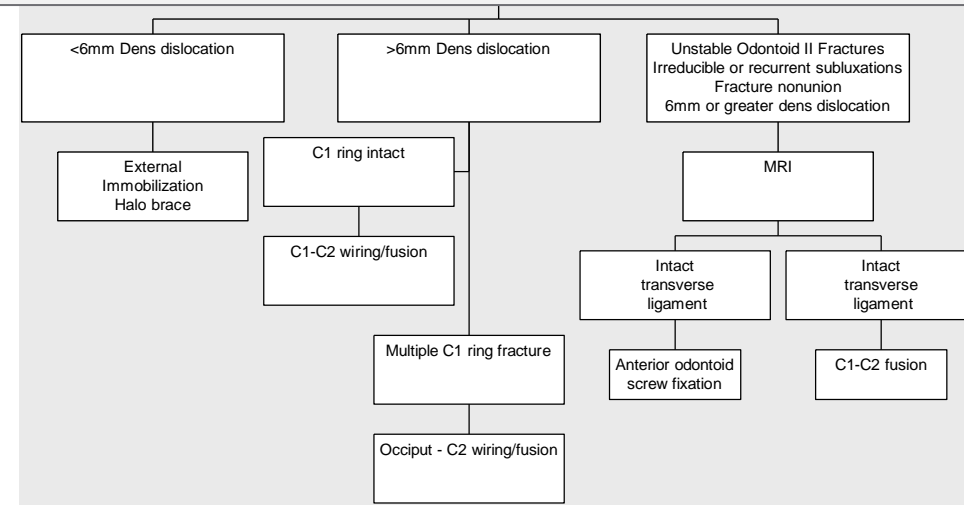 <6mm Dens dislocation
>6mm Dens dislocation
Unstable Odontoid II Fractures
Irreducible or recurrent subluxations
Fracture nonunion
6mm or greater dens dislocation
External
Immobilization
Halo brace
C1 ring intact
C1-C2 wiring/fusion
Multiple C1 ring fracture
Occiput - C2 wiring/fusion
MRI
Intact
transverse
ligament
Anterior odontoid
screw fixation
Intact
transverse
ligament
C1-C2 fusion